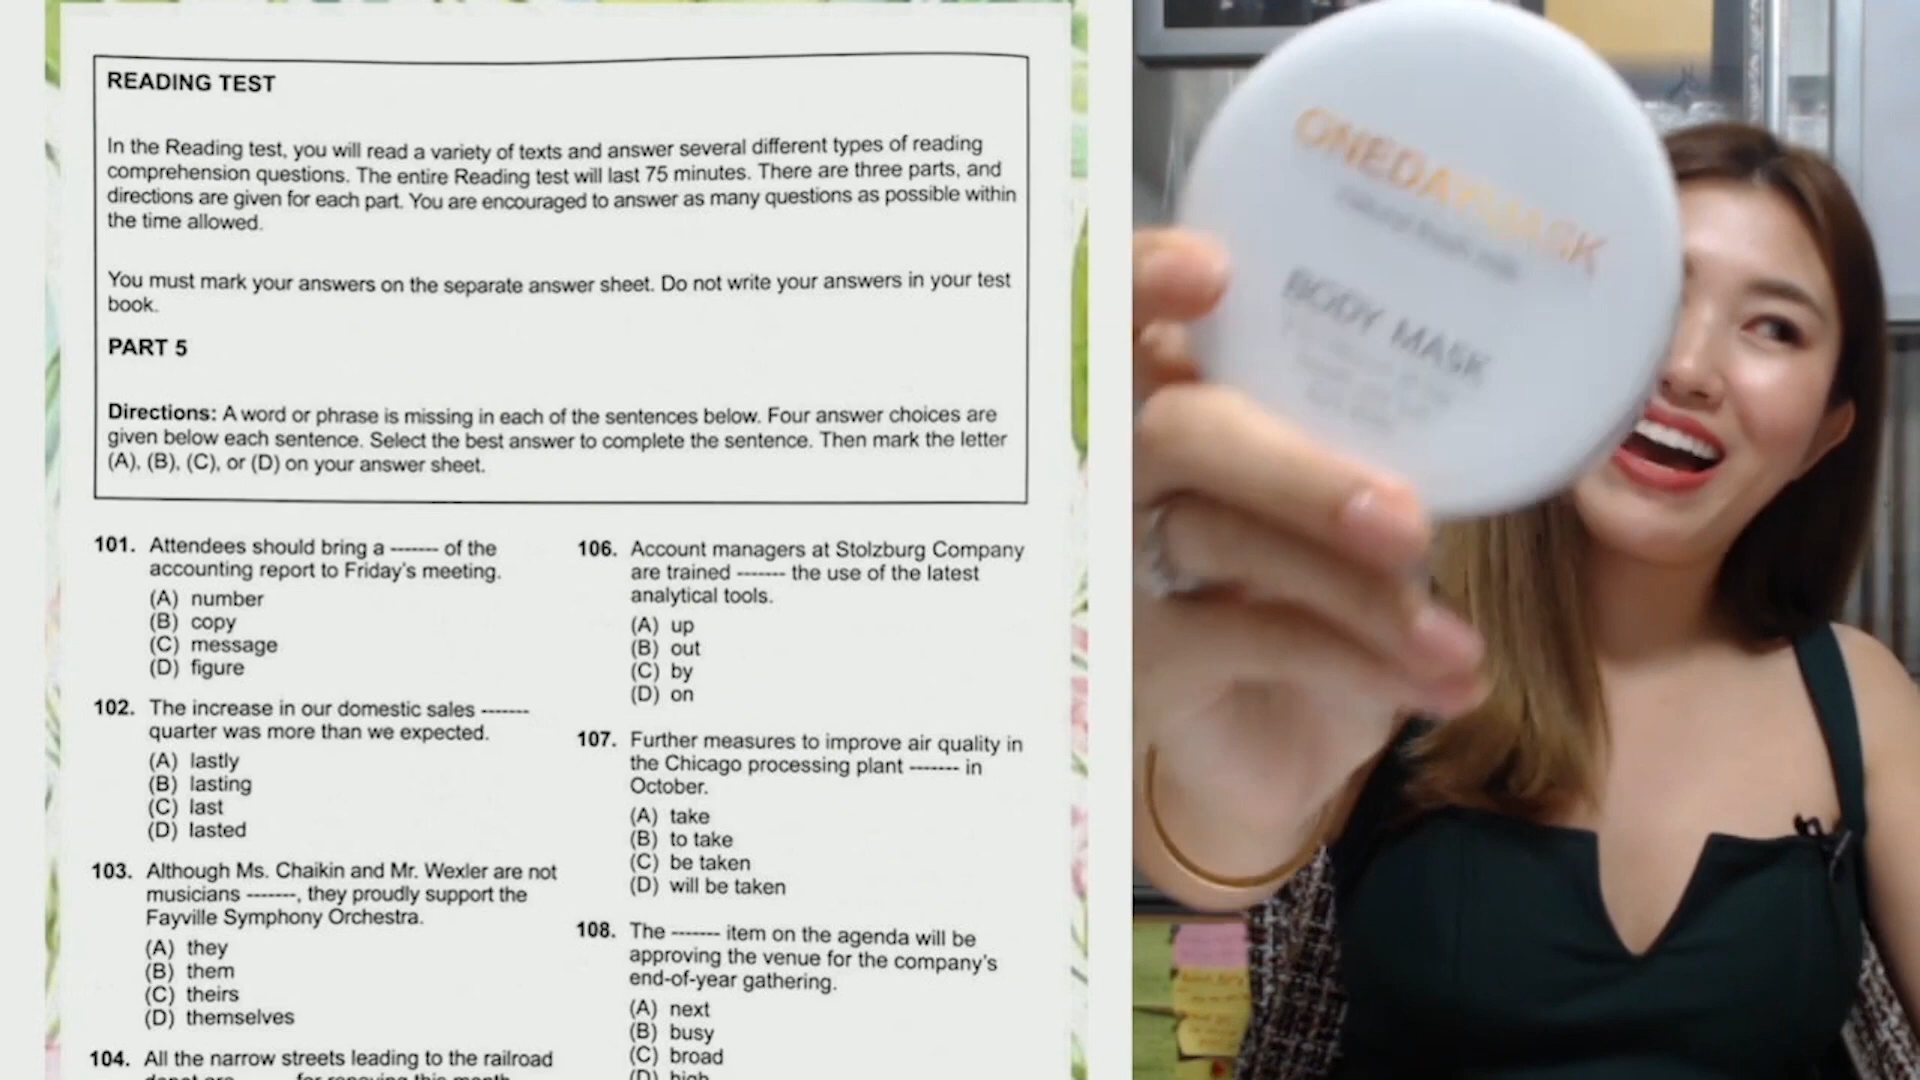 READING TEST
In the Reading test, you will read a variety of texts and answer several different types of reading
comprehension questions. The entire Reading test will last 75 minutes. There are three parts, and
directions are given for each part. You are encouraged to answer as many questions as possible within
the time allowed.
You must mark your answers on the separate answer sheet. Do not write your answers in your test
book.
PART 5
Directions: A word or phrase is missing in each of the sentences below. Four answer choices are
given below each sentence. Select the best answer to complete the sentence. Then mark the letter
(A), (B), (C), or (D) on your answer sheet.
101. Attendees should bring a ------- of the
accounting report to Friday's meeting.
(A) number
(B) copy
(C) message
(D) figure
102. The increase in our domestic sales -------
quarter was more than we expected.
(A) lastly
(B) lasting
(C) last
(D) lasted
103. Although Ms. Chaikin and Mr. Wexler are not
musicians -------, they proudly support the
Fayville Symphony Orchestra.
(A) they
(B) them
(C) theirs
(D) themselves
104. All the narrow streets leading to the railroad
106. Account managers at Stolzburg Company
are trained ------- the use of the latest
analytical tools.
(A) up
(B) out
(C) by
(D) on
107. Further measures to improve air quality in
the Chicago processing plant ------- in
October.
(A) take
(B) to take
(C) be taken
(D) will be taken
108. The ------- item on the agenda will be
approving the venue for the company's
end-of-year gathering.
(A) next
(B) busy
(C) broad
(D) high
ONEDAYMASK
BODY MASK